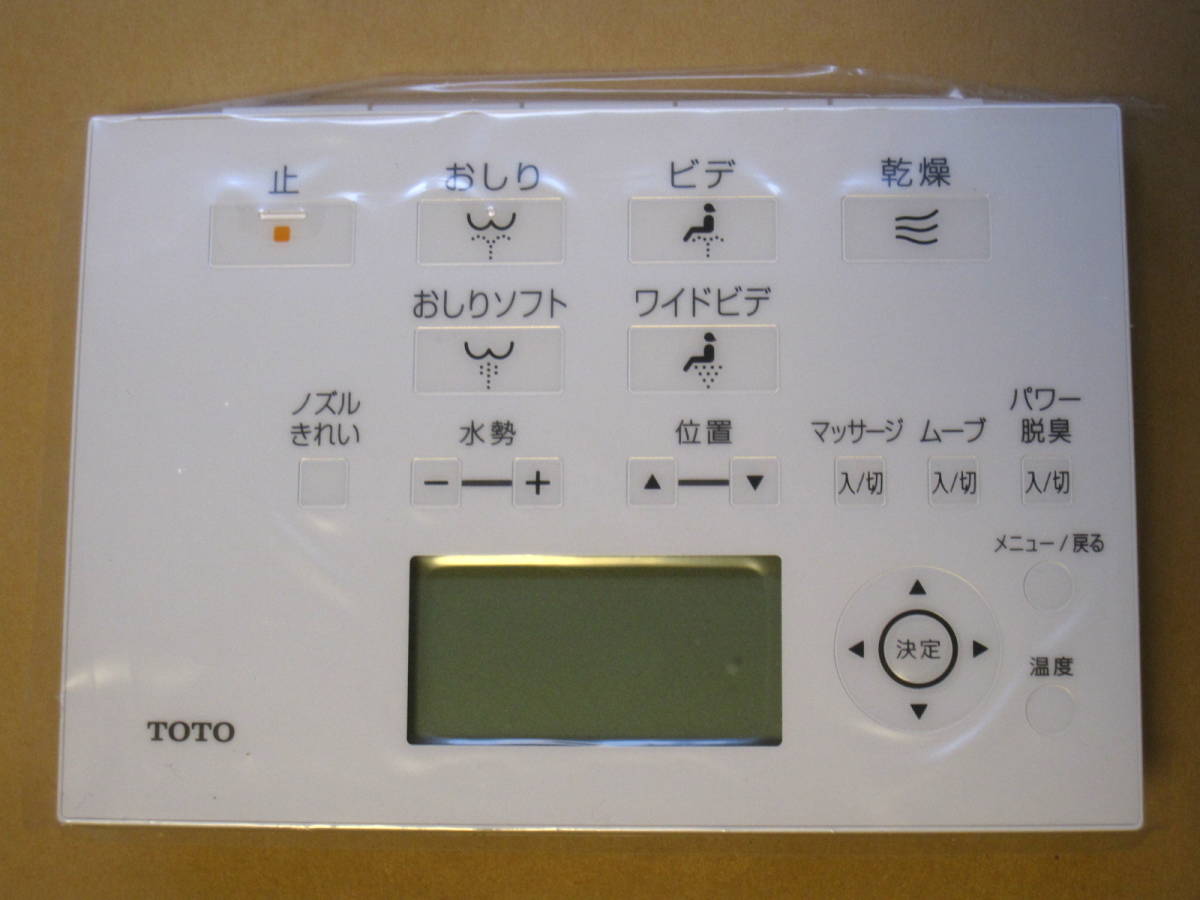 止
おしり
ビデ
乾燥
おしりソフト
ワイドビデ
ノズル
きれい
水勢
位置
マッサージ
ムーブ
パワー
脱臭
− +
▲ ▼
入/切
入/切
入/切
メニュー/戻る
決定
温度
TOTO